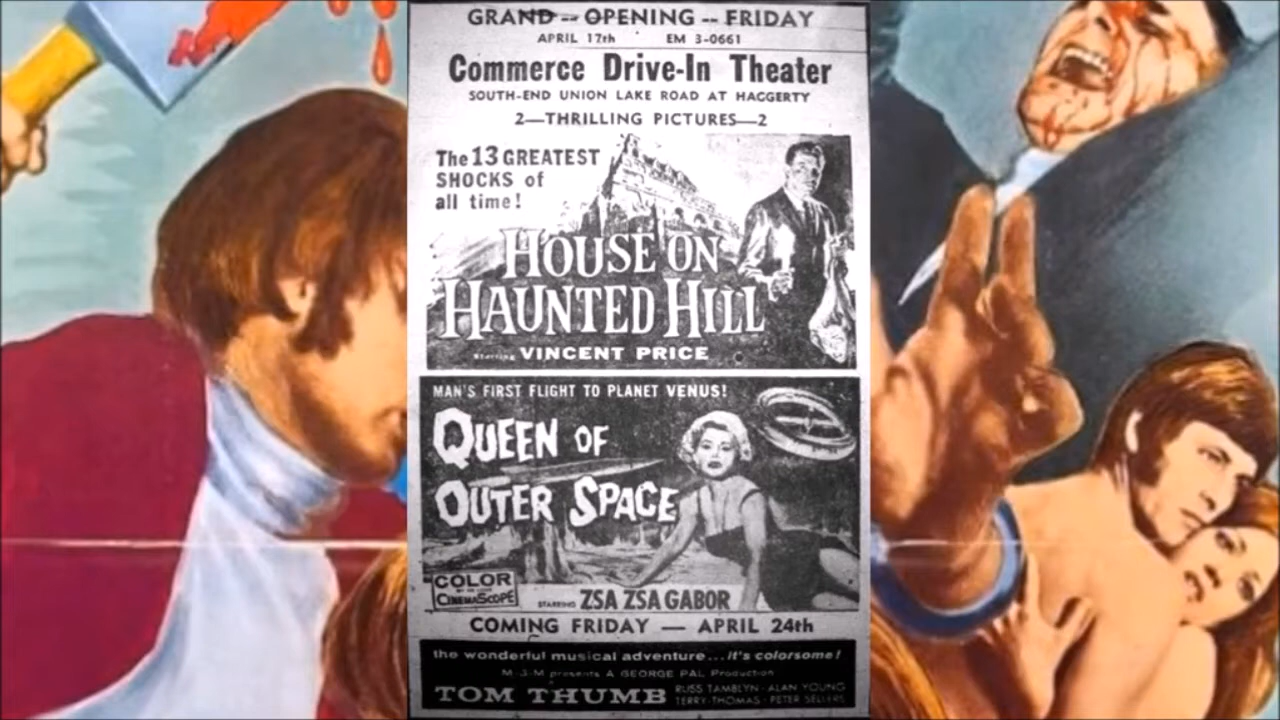 GRAND -- OPENING -- FRIDAY
APRIL 17th EM 3-0661
Commerce Drive-In Theater
SOUTH-END UNION LAKE ROAD AT HAGGERTY
2—THRILLING PICTURES—2
The 13 GREATEST
SHOCKS of
all time!
HOUSE ON
HAUNTED HILL
Starring VINCENT PRICE
MAN'S FIRST FLIGHT TO PLANET VENUS!
QUEEN OF
OUTER SPACE
COLOR
CINEMASCOPE
STARRING ZSA ZSA GABOR
COMING FRIDAY — APRIL 24th
the wonderful musical adventure...it's colorsome!
M-G-M presents A GEORGE PAL Production
TOM THUMB
RUSS TAMBLYN - ALAN YOUNG
TERRY-THOMAS - PETER SELLERS